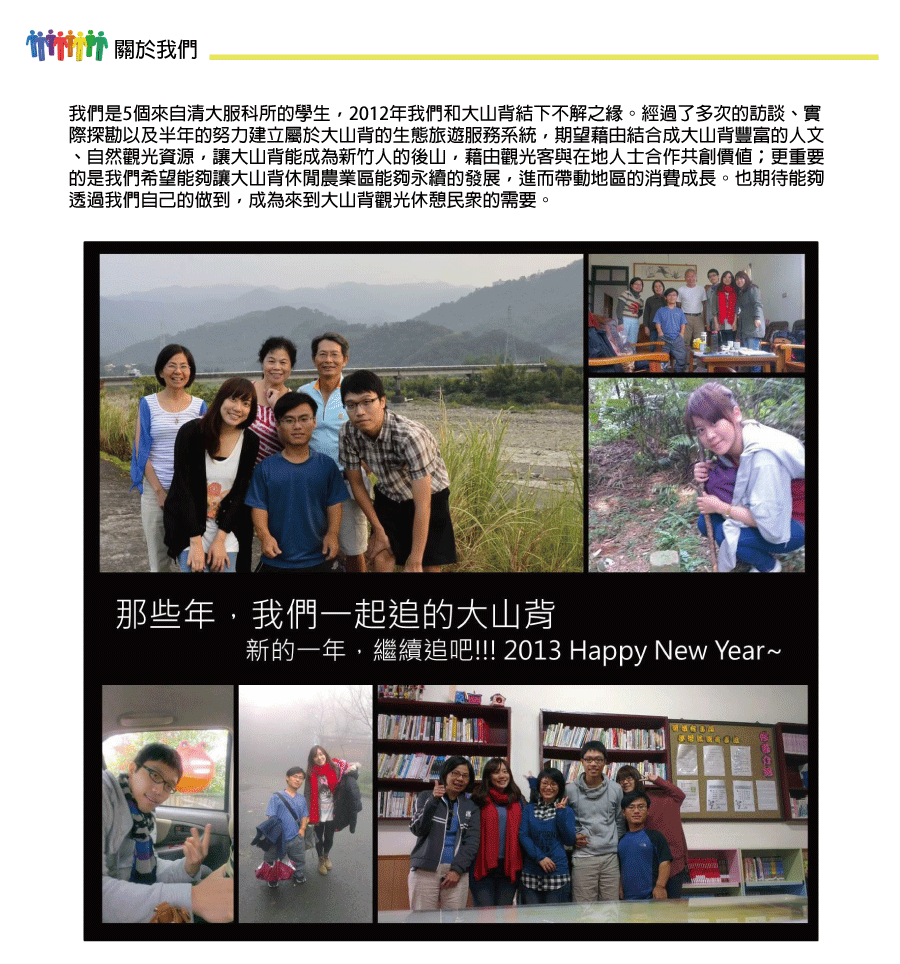 關於我們
我們是5個來自清大服科所的學生，2012年我們和大山背結下不解之緣。經過了多次的訪談、實
際探勘以及半年的努力建立屬於大山背的生態旅遊服務系統，期望藉由結合成大山背豐富的人文
、自然觀光資源，讓大山背能成為新竹人的後山，藉由觀光客與在地人士合作共創價值；更重要
的是我們希望能夠讓大山背休閒農業區能夠永續的發展，進而帶動地區的消費成長。也期待能夠
透過我們自己的做到，成為來到大山背觀光休憩民眾的需要。
那些年，我們一起追的大山背
新的一年，繼續追吧!!! 2013 Happy New Year~